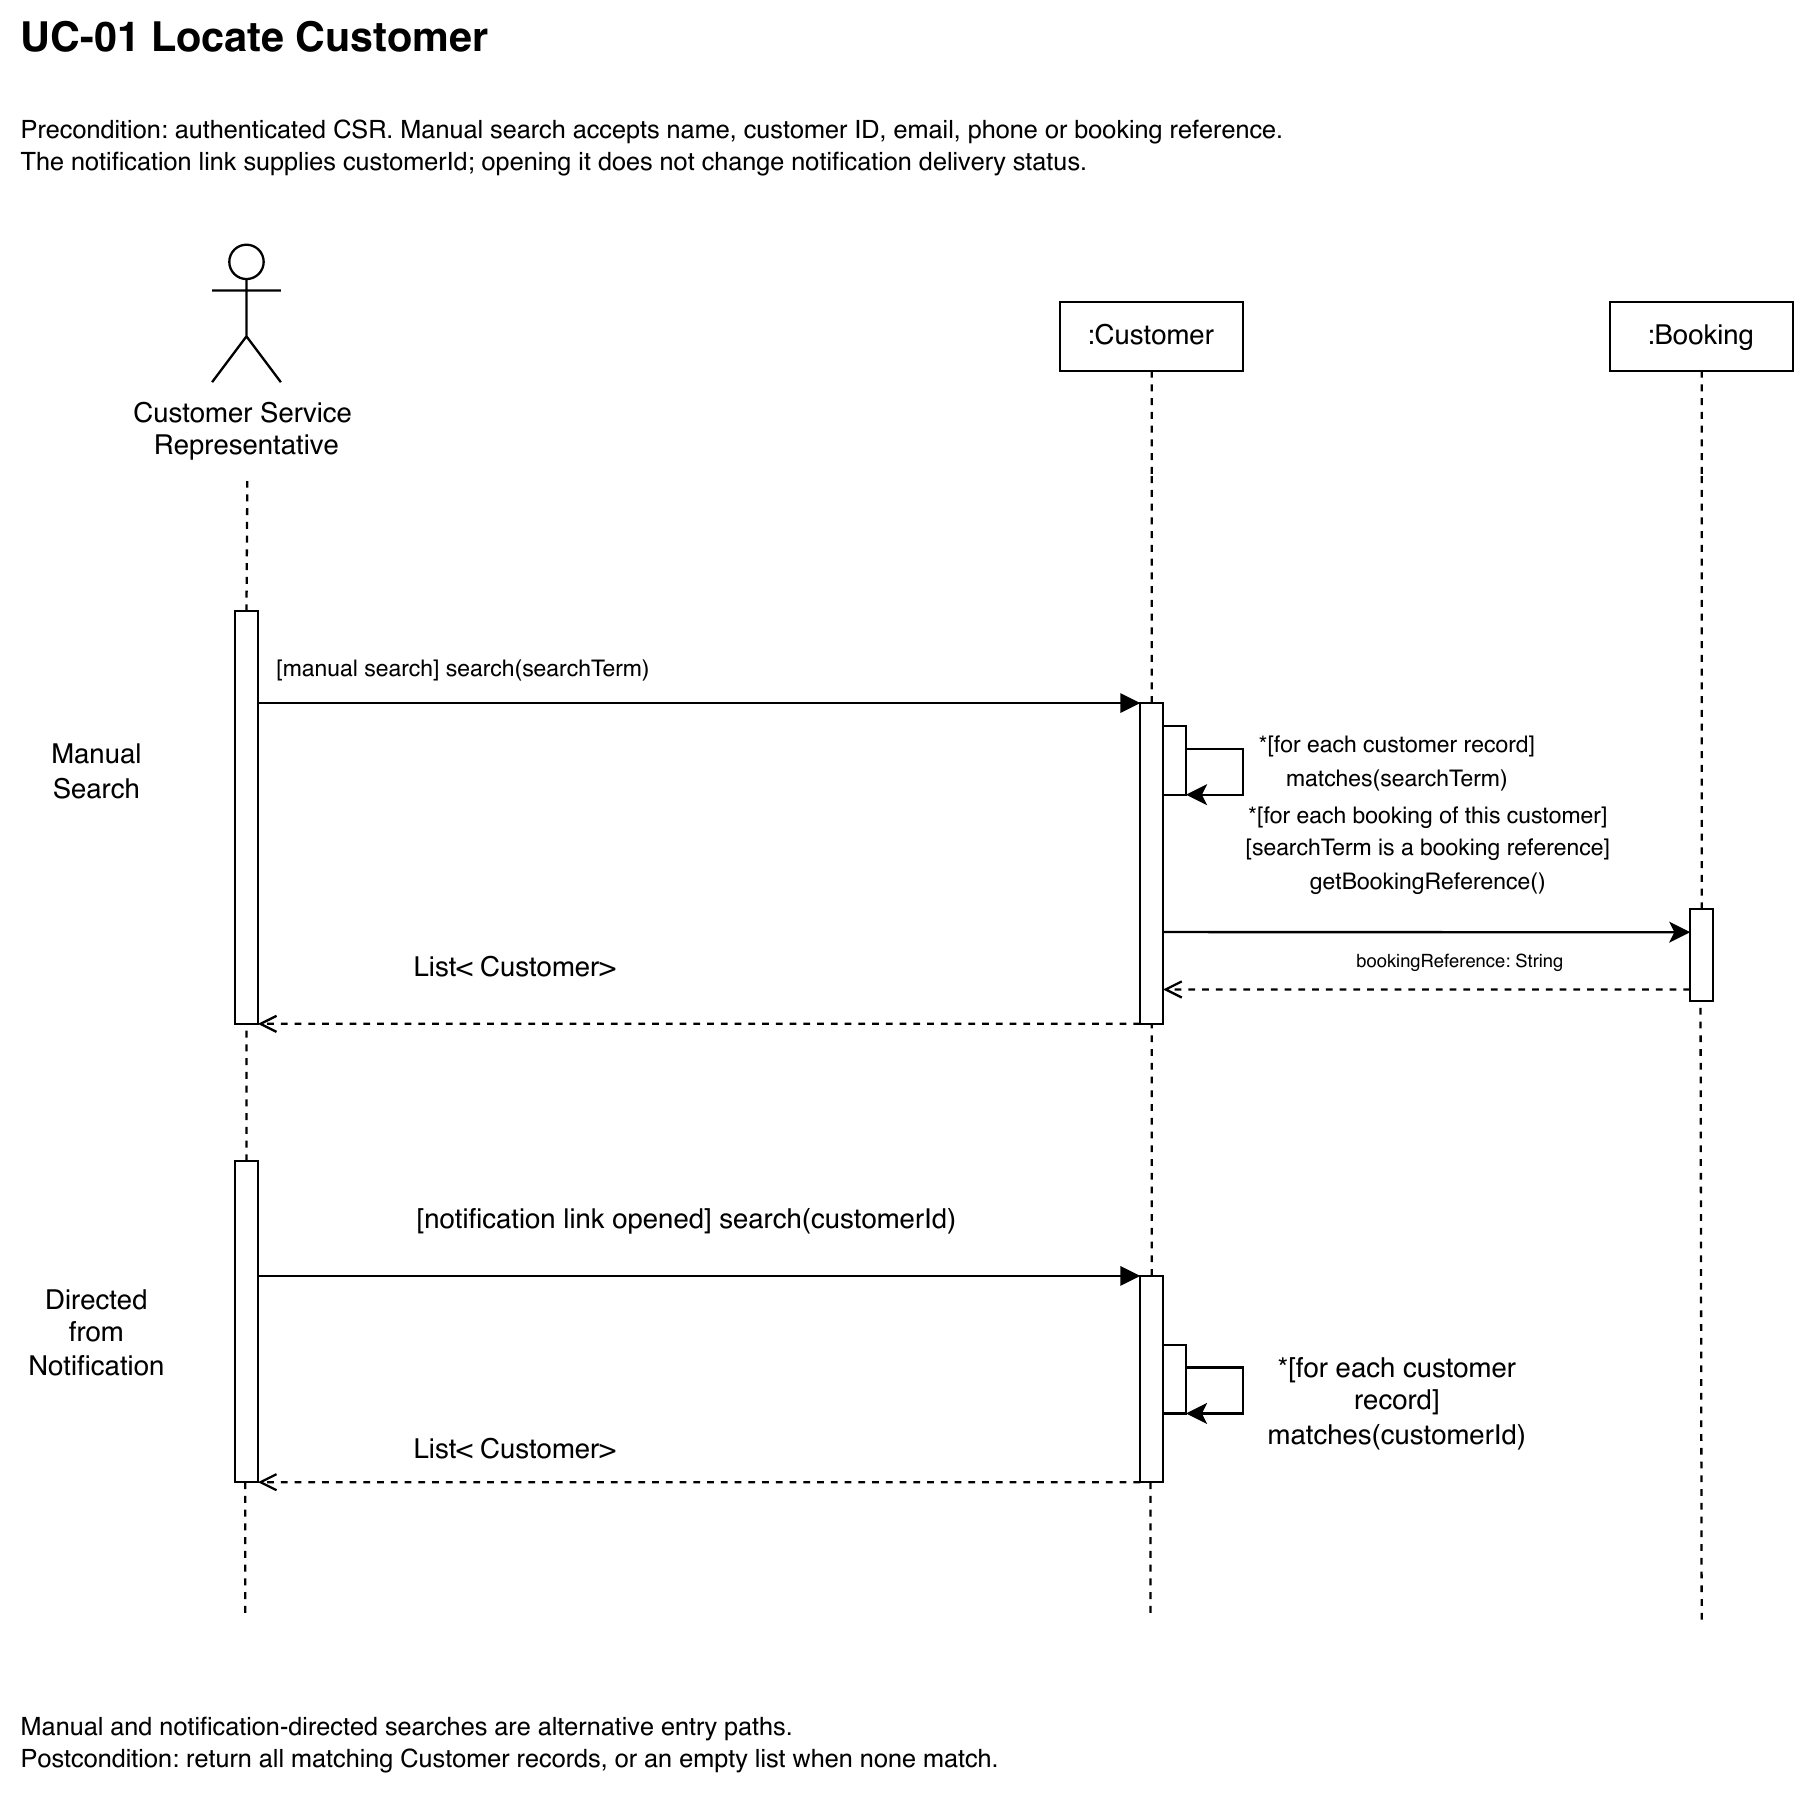 UC-01 Locate Customer
Precondition: authenticated CSR. Manual search accepts name, customer ID, email, phone or booking reference.
The notification link supplies customerId; opening it does not change notification delivery status.
:Customer
:Booking
Customer Service
Representative
[manual search] search(searchTerm)
Manual
Search
*[for each customer record]
matches(searchTerm)
*[for each booking of this customer]
[searchTerm is a booking reference]
getBookingReference()
bookingReference: String
List< Customer>
[notification link opened] search(customerId)
Directed
from
Notification
*[for each customer
record]
matches(customerId)
List< Customer>
Manual and notification-directed searches are alternative entry paths.
Postcondition: return all matching Customer records, or an empty list when none match.